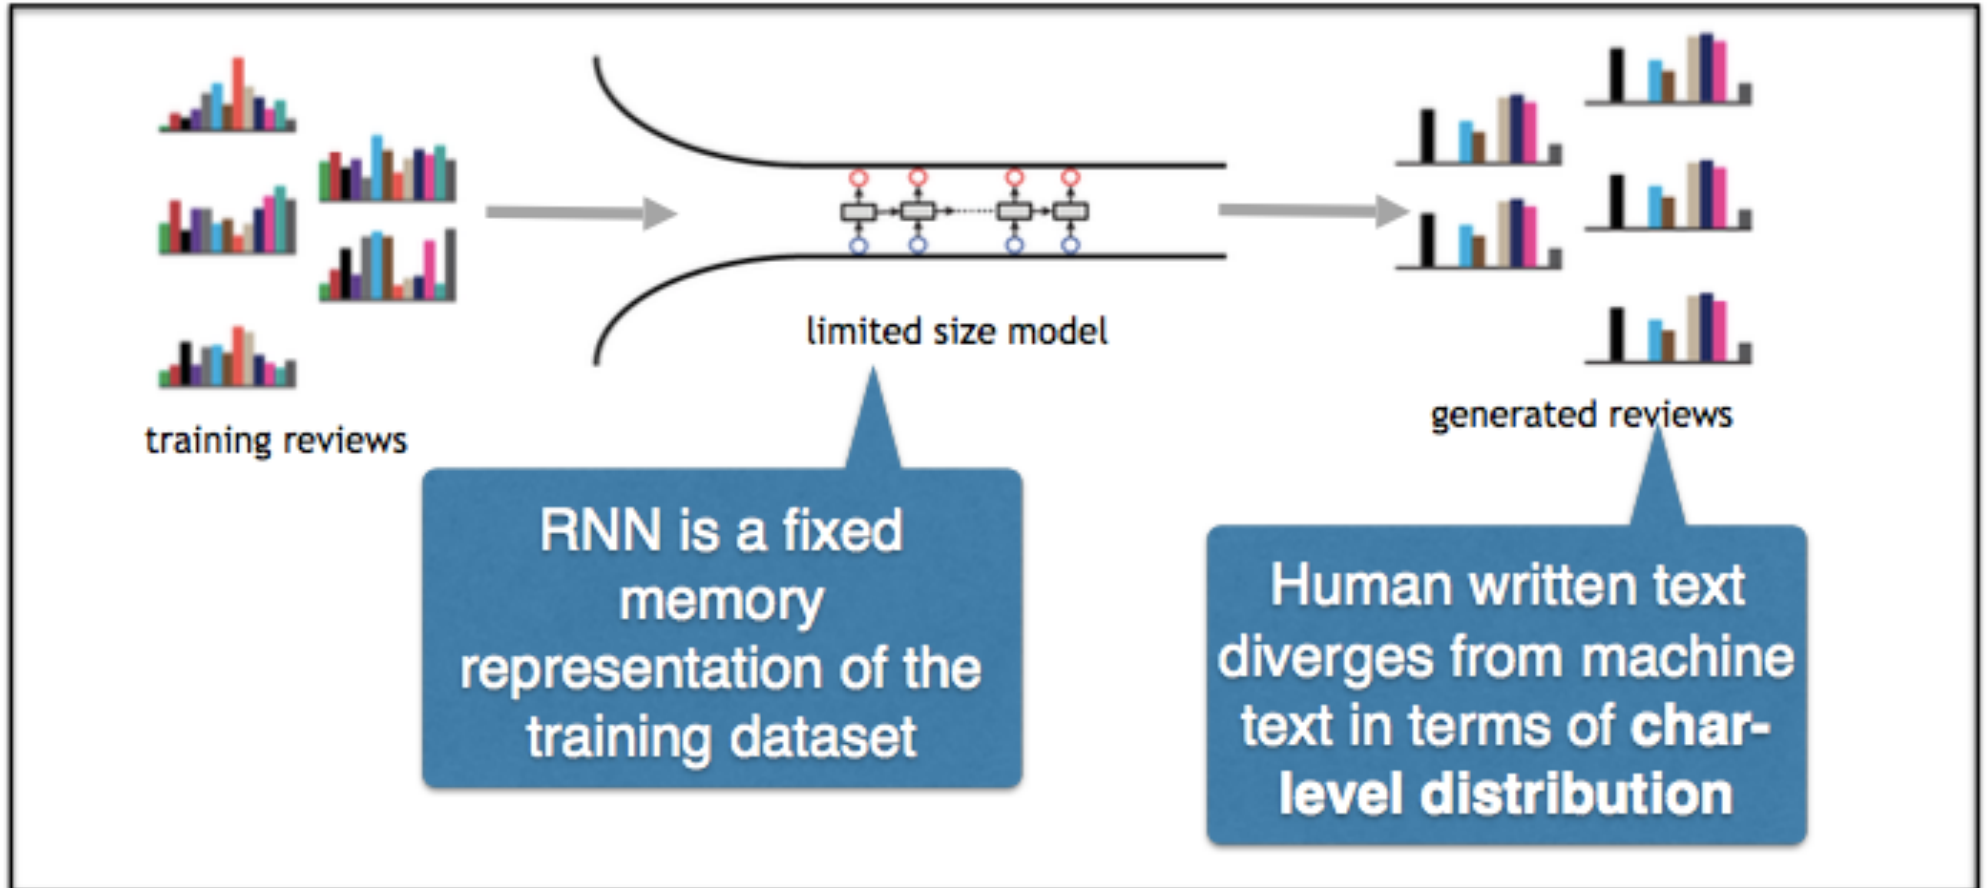 limited size model
generated reviews
training reviews
RNN is a fixed
memory
representation of the
training dataset
Human written text
diverges from machine
text in terms of char-
level distribution